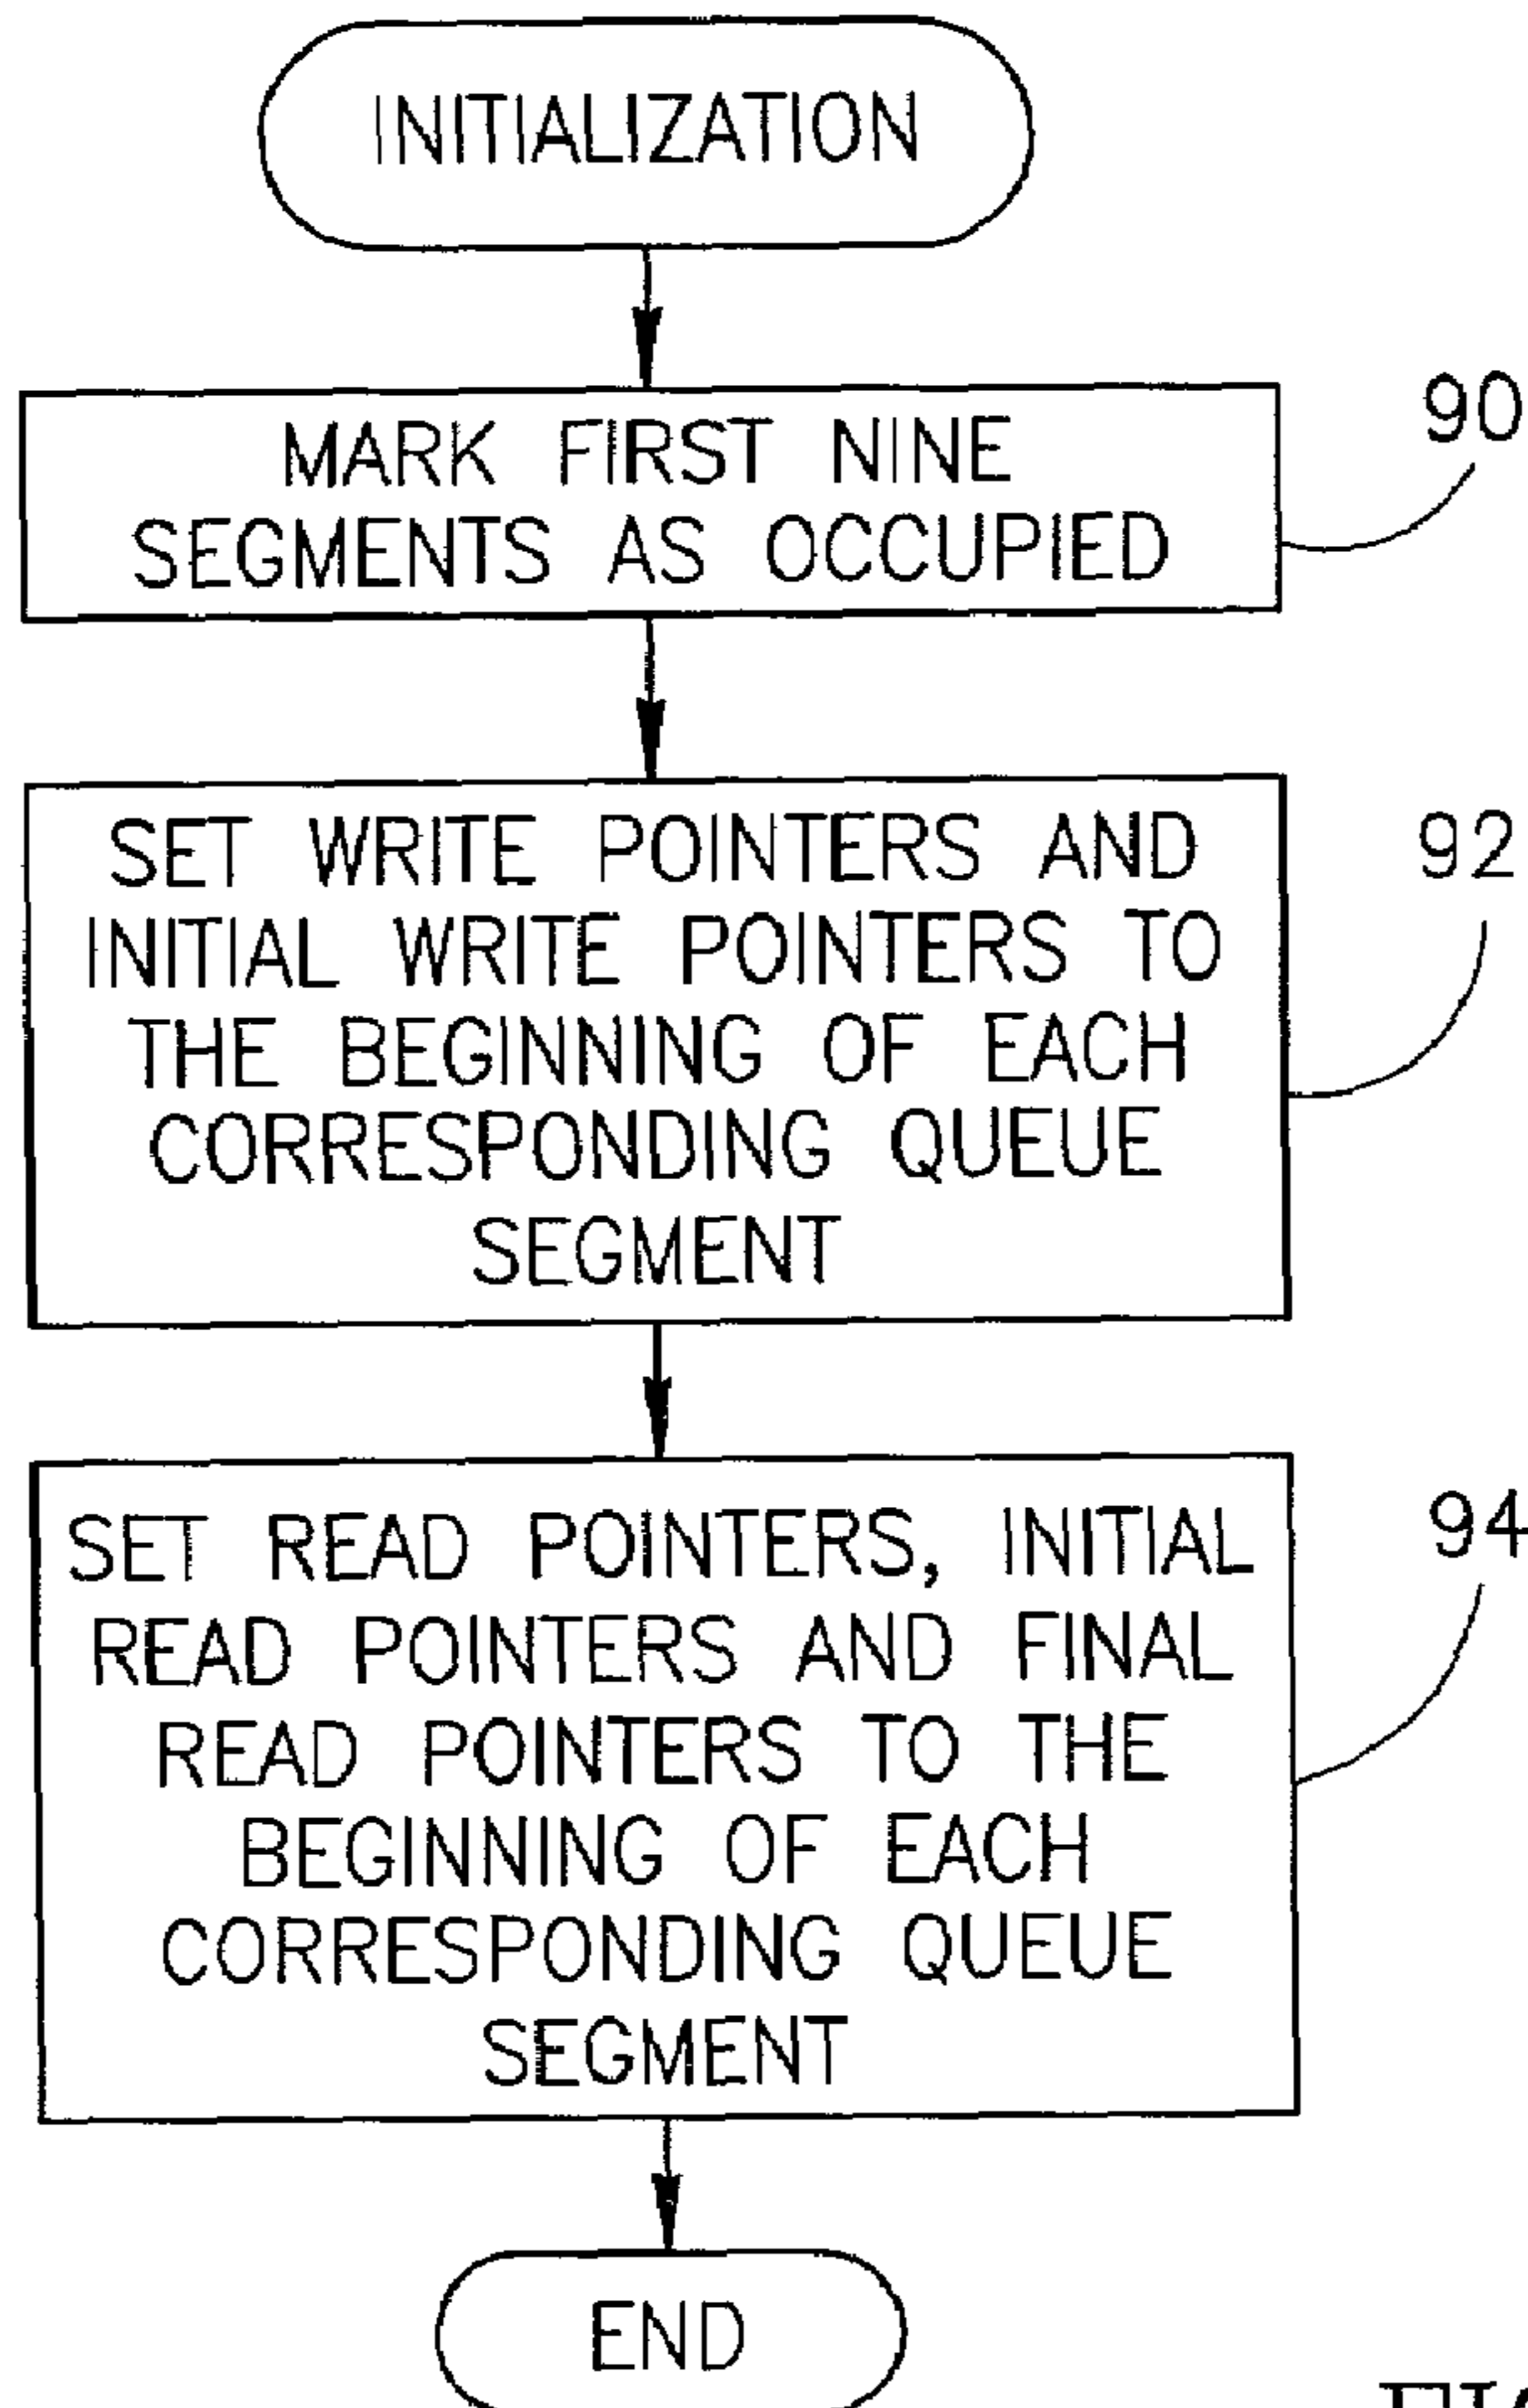 INITIALIZATION
MARK FIRST NINE
SEGMENTS AS OCCUPIED
90
SET WRITE POINTERS AND
INITIAL WRITE POINTERS TO
THE BEGINNING OF EACH
CORRESPONDING QUEUE
SEGMENT
92
SET READ POINTERS, INITIAL
READ POINTERS AND FINAL
READ POINTERS TO THE
BEGINNING OF EACH
CORRESPONDING QUEUE
SEGMENT
94
END